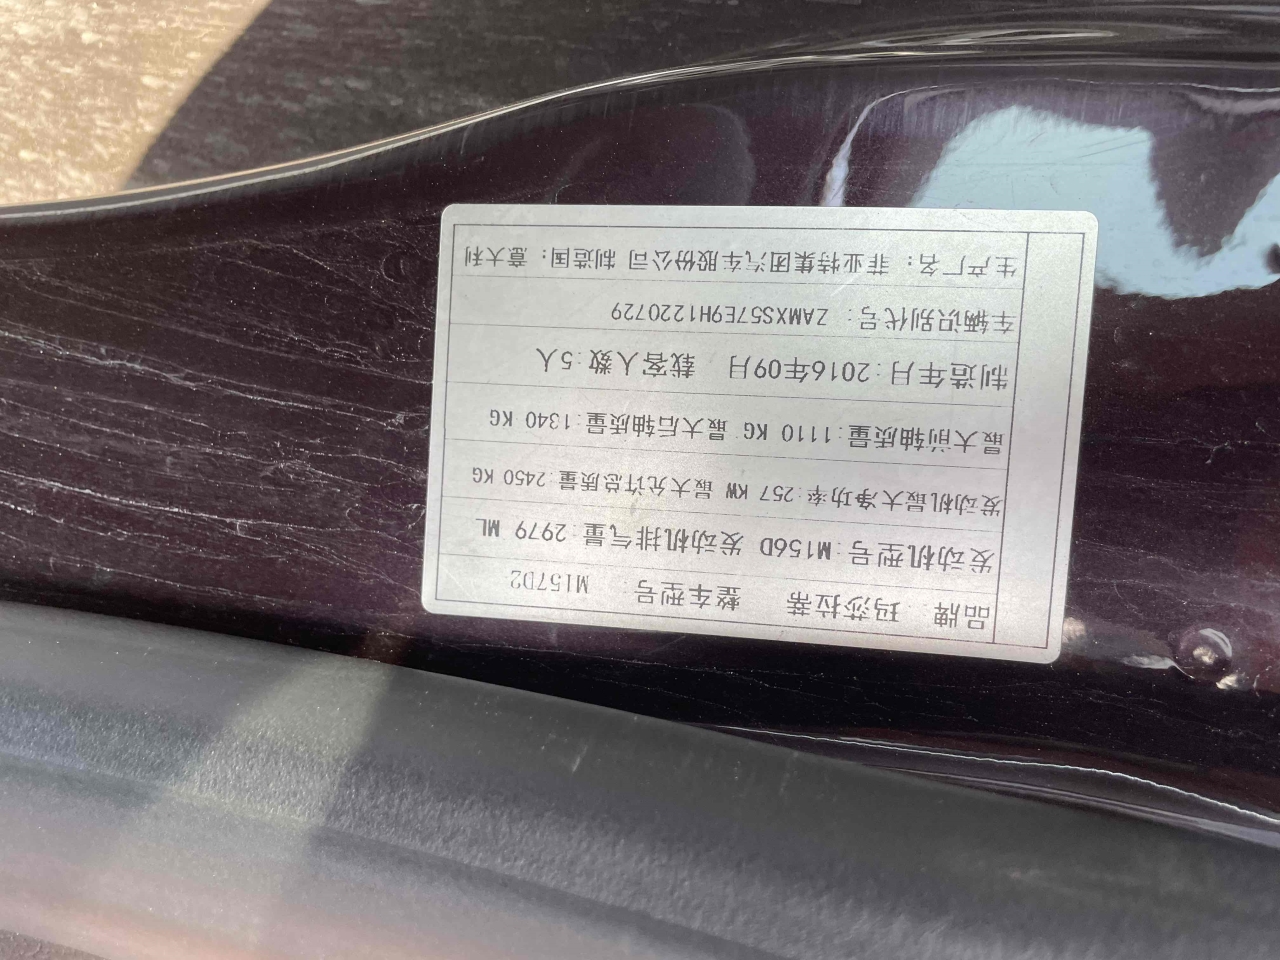 品牌:玛莎拉蒂 整车型号: M157D2
发动机型号:M156D 发动机排气量:2979 ML
发动机最大净功率:257 KW 最大允许总质量:2450 KG
最大前轴质量:1110 KG 最大后轴质量:1340 KG
制造年月:2016年09月 载客人数:5人
车辆识别代号: ZAMXS57E9H1220729
生产厂名:菲亚特集团汽车股份公司 制造国:意大利